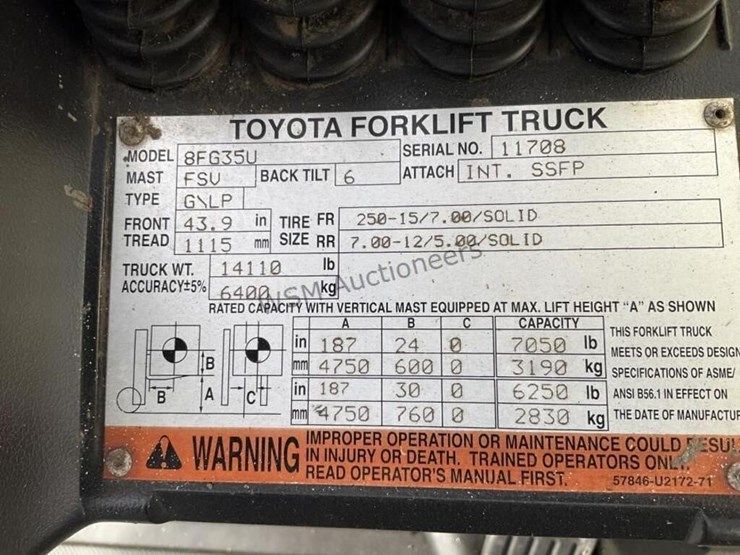 TOYOTA FORKLIFT TRUCK
MODEL 8FG35U SERIAL NO. 11708
MAST FSV BACK TILT 6 ATTACH INT. SSFP
TYPE G\LP
FRONT 43.9 in TIRE FR 250-15/7.00/SOLID
TREAD 1115 mm SIZE RR 7.00-12/5.00/SOLID
TRUCK WT. 14110 lb
ACCURACY±5% 6400 kg
WSM Auctioneers
RATED CAPACITY WITH VERTICAL MAST EQUIPPED AT MAX. LIFT HEIGHT "A" AS SHOWN
A B C CAPACITY
in 187 24 0 7050 lb
mm 4750 600 0 3190 kg
in 187 30 0 6250 lb
mm 4750 760 0 2830 kg
B
B A C
THIS FORKLIFT TRUCK
MEETS OR EXCEEDS DESIGN
SPECIFICATIONS OF ASME/
ANSI B56.1 IN EFFECT ON
THE DATE OF MANUFACTUR
WARNING
IMPROPER OPERATION OR MAINTENANCE COULD RESUL
IN INJURY OR DEATH. TRAINED OPERATORS ONLY.
READ OPERATOR'S MANUAL FIRST.
57846-U2172-71